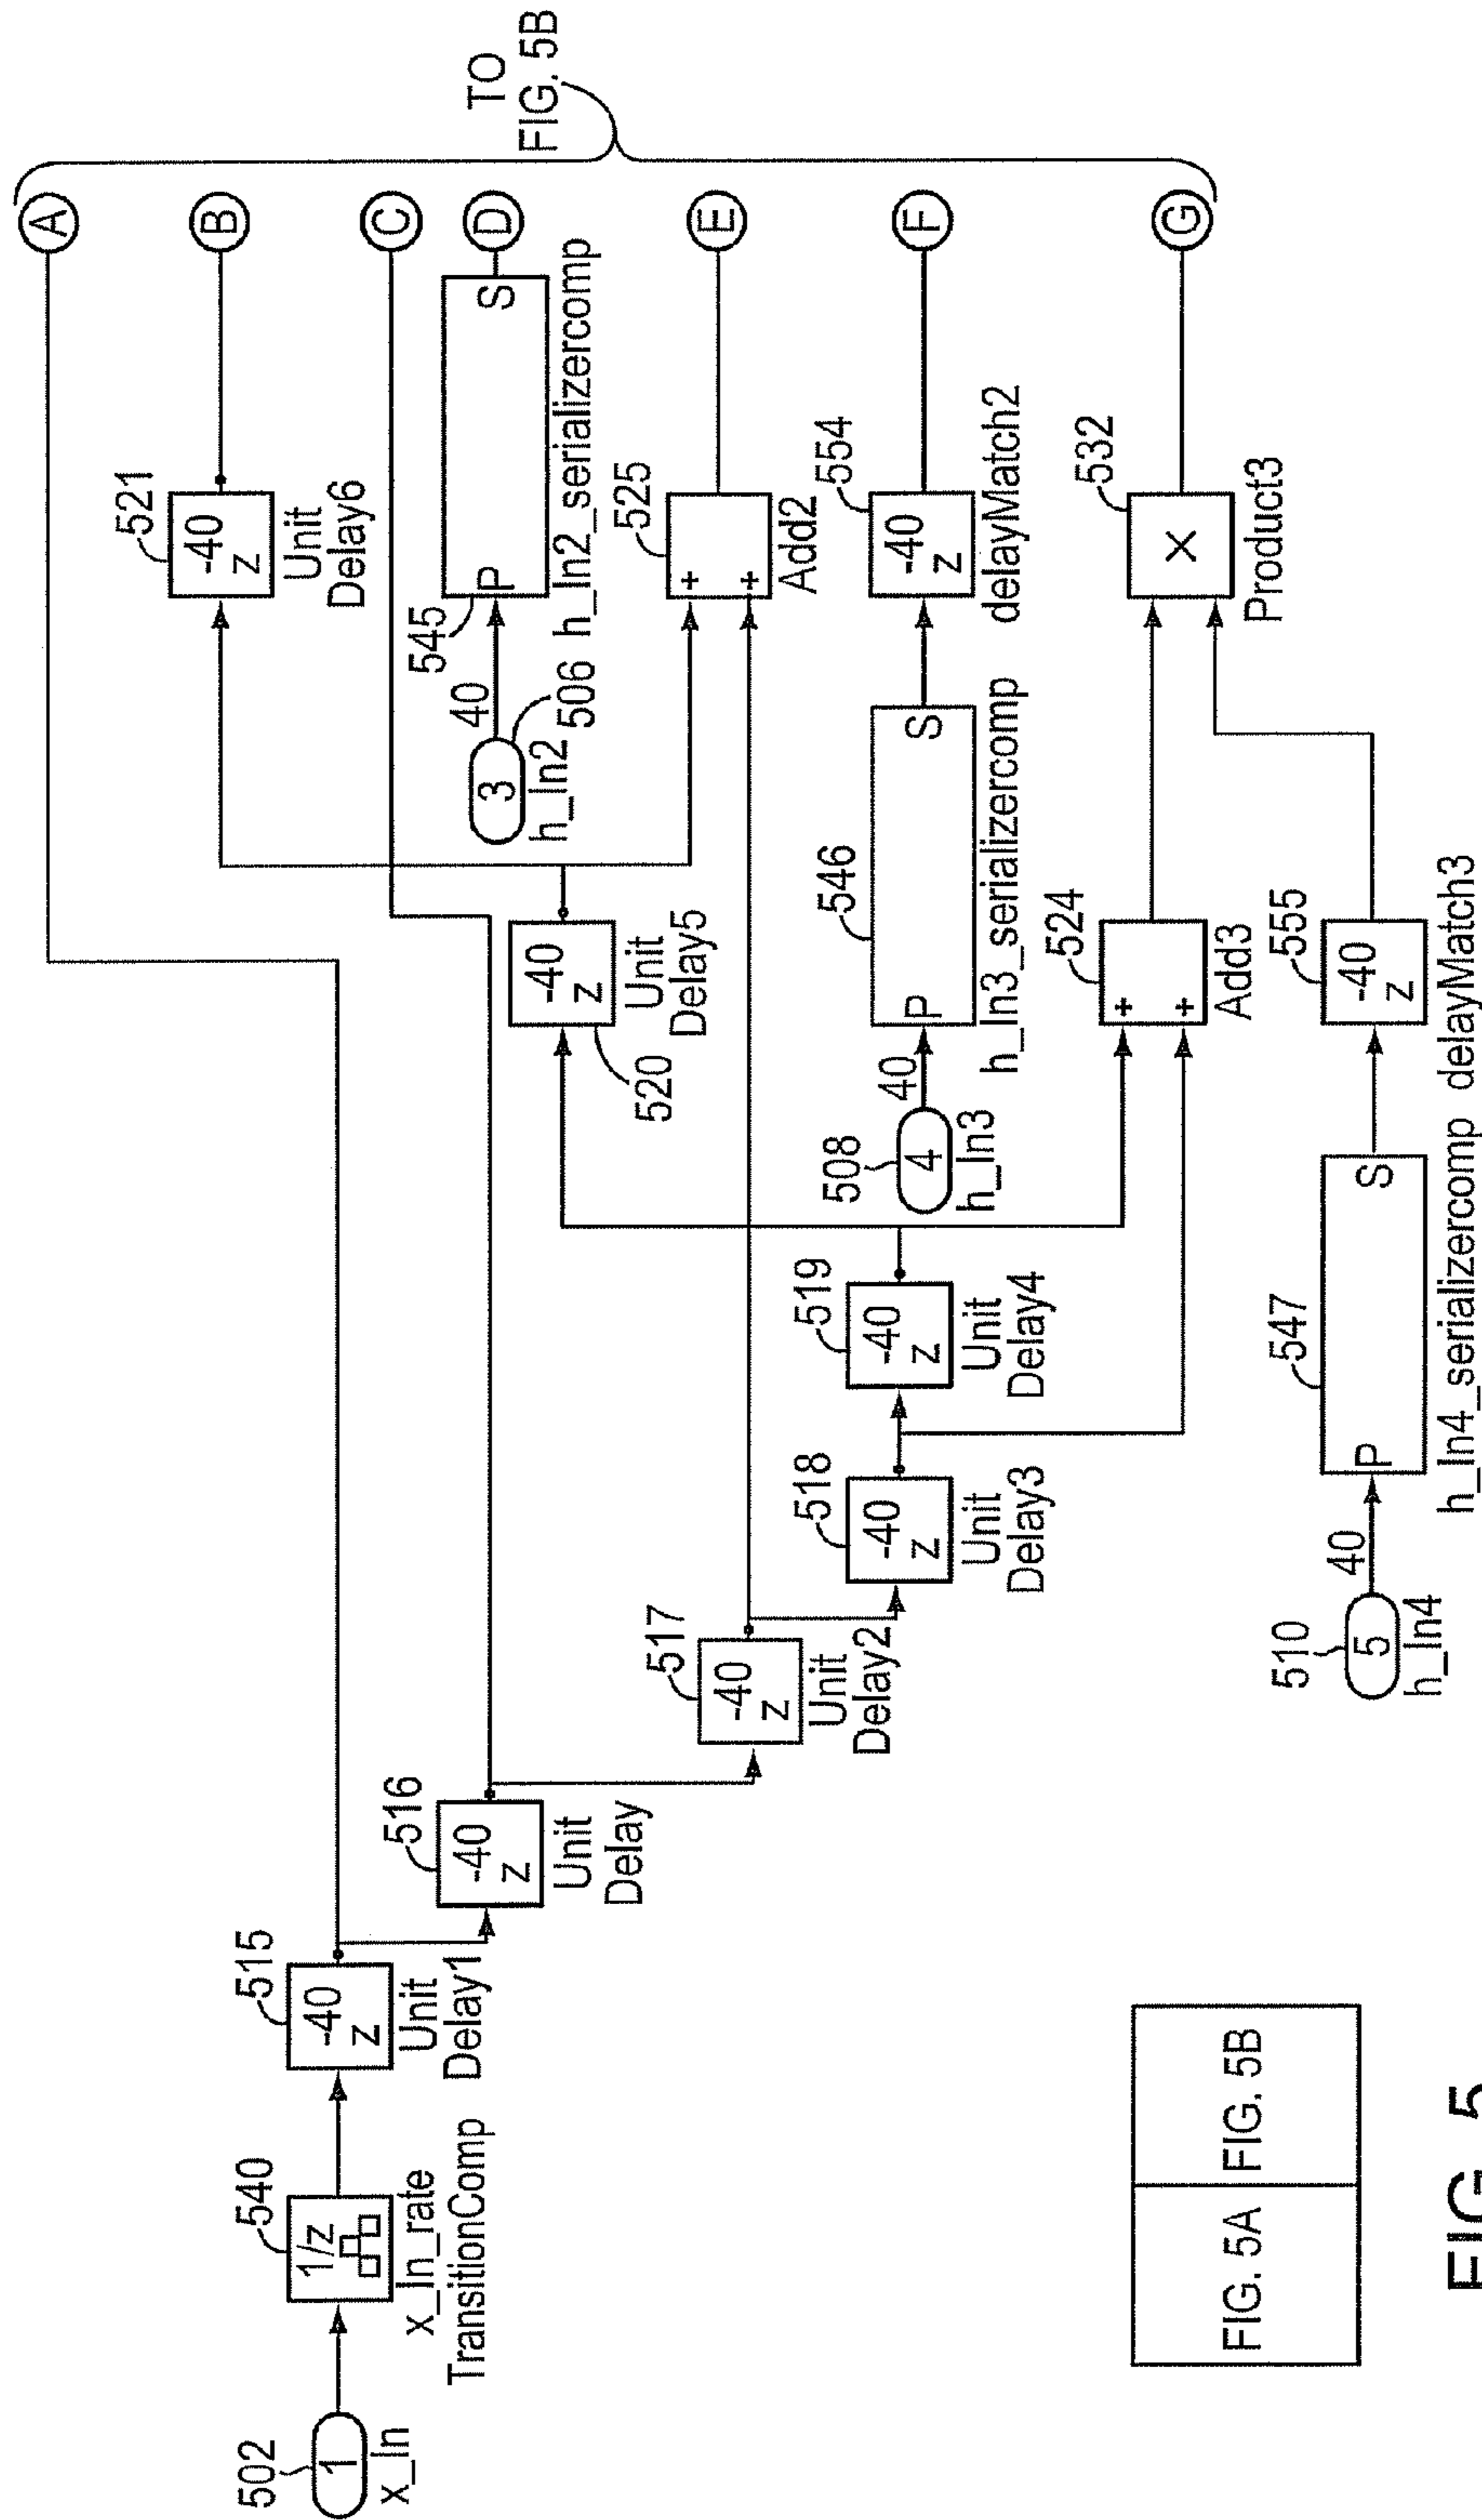 502
1
x_In
540
1/z
x_In_rate
TransitionComp
515
-40
z
Unit
Delay1
A
516
-40
z
Unit
Delay
C
517
-40
z
Unit
Delay2
518
-40
z
Unit
Delay3
519
-40
z
Unit
Delay4
520
-40
z
Unit
Delay5
521
-40
z
Unit
Delay6
B
3
h_In2
506
40
545
P
S
h_In2_serializercomp
D
525
+
+
Add2
E
508
4
h_In3
40
546
P
S
h_In3_serializercomp
554
-40
z
delayMatch2
F
524
+
+
Add3
532
X
Product3
G
510
5
h_In4
40
547
P
S
h_In4_serializercomp
555
-40
z
delayMatch3
TO
FIG. 5B
FIG. 5A
FIG. 5B
FIG. 5